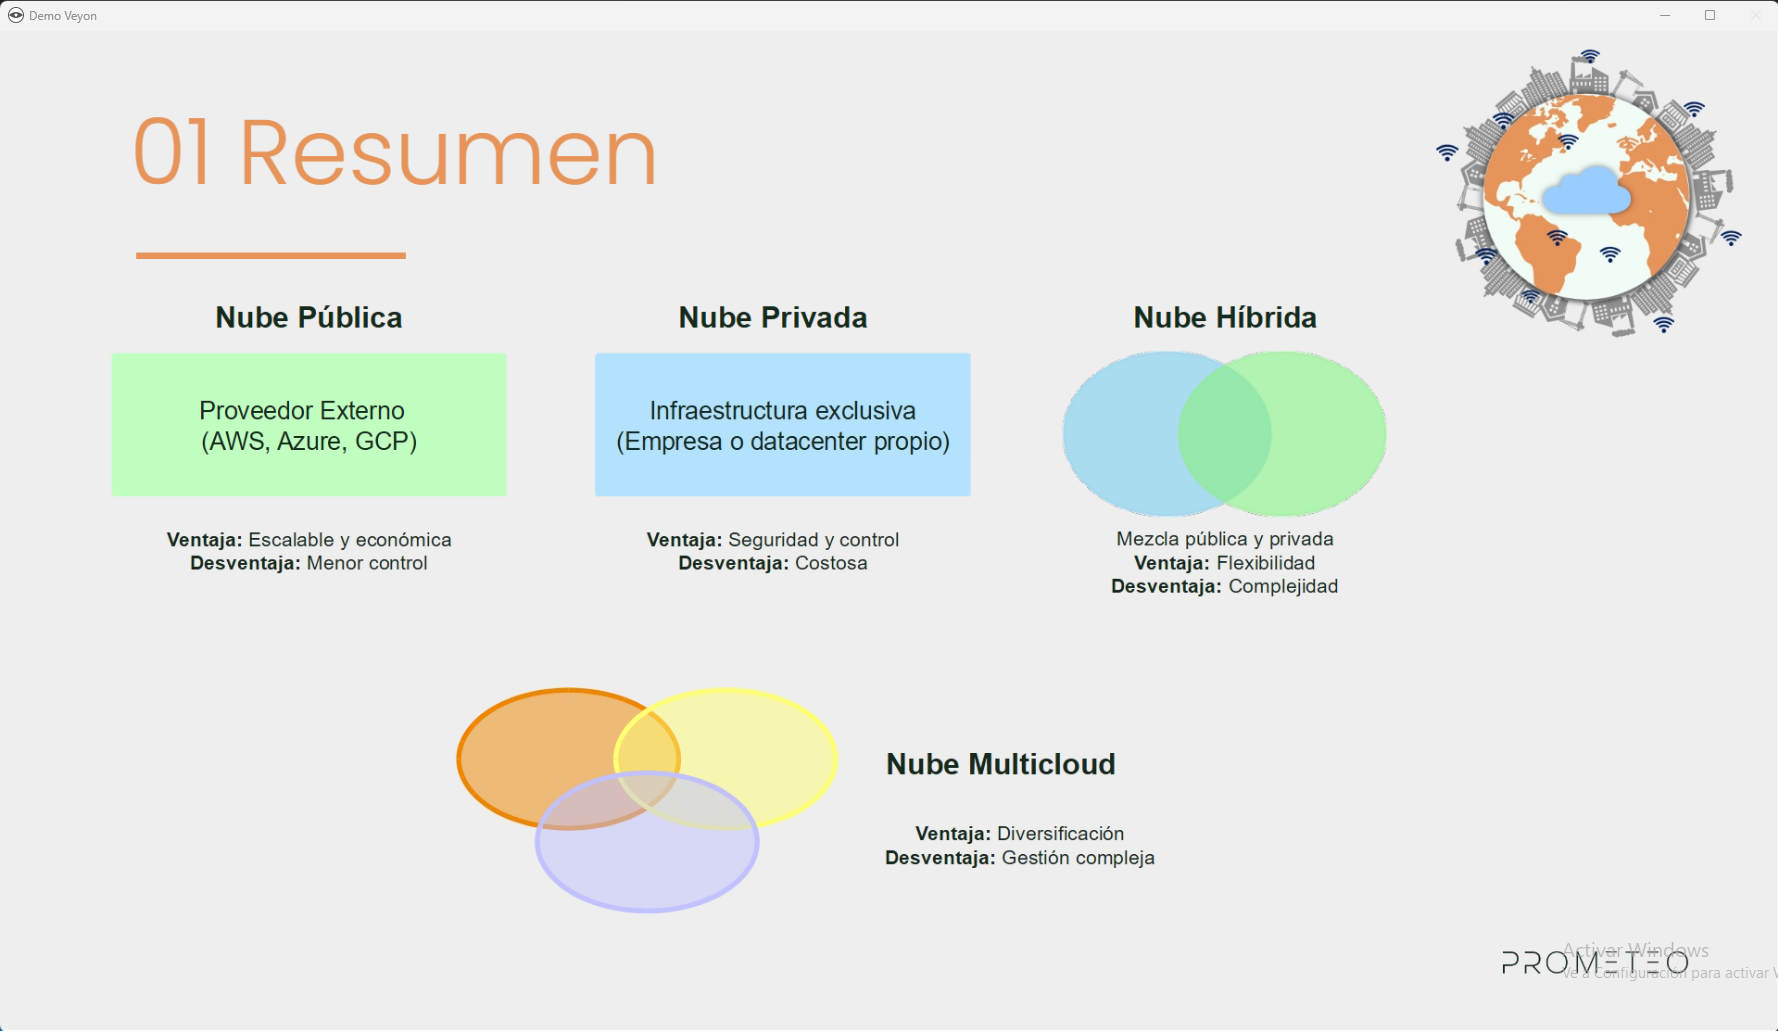 Demo Veyon
01 Resumen
Nube Pública
Proveedor Externo
(AWS, Azure, GCP)
Ventaja: Escalable y económica
Desventaja: Menor control
Nube Privada
Infraestructura exclusiva
(Empresa o datacenter propio)
Ventaja: Seguridad y control
Desventaja: Costosa
Nube Híbrida
Mezcla pública y privada
Ventaja: Flexibilidad
Desventaja: Complejidad
Nube Multicloud
Ventaja: Diversificación
Desventaja: Gestión compleja
PROMETEO
Activar Windows
Ve a Configuración para activar